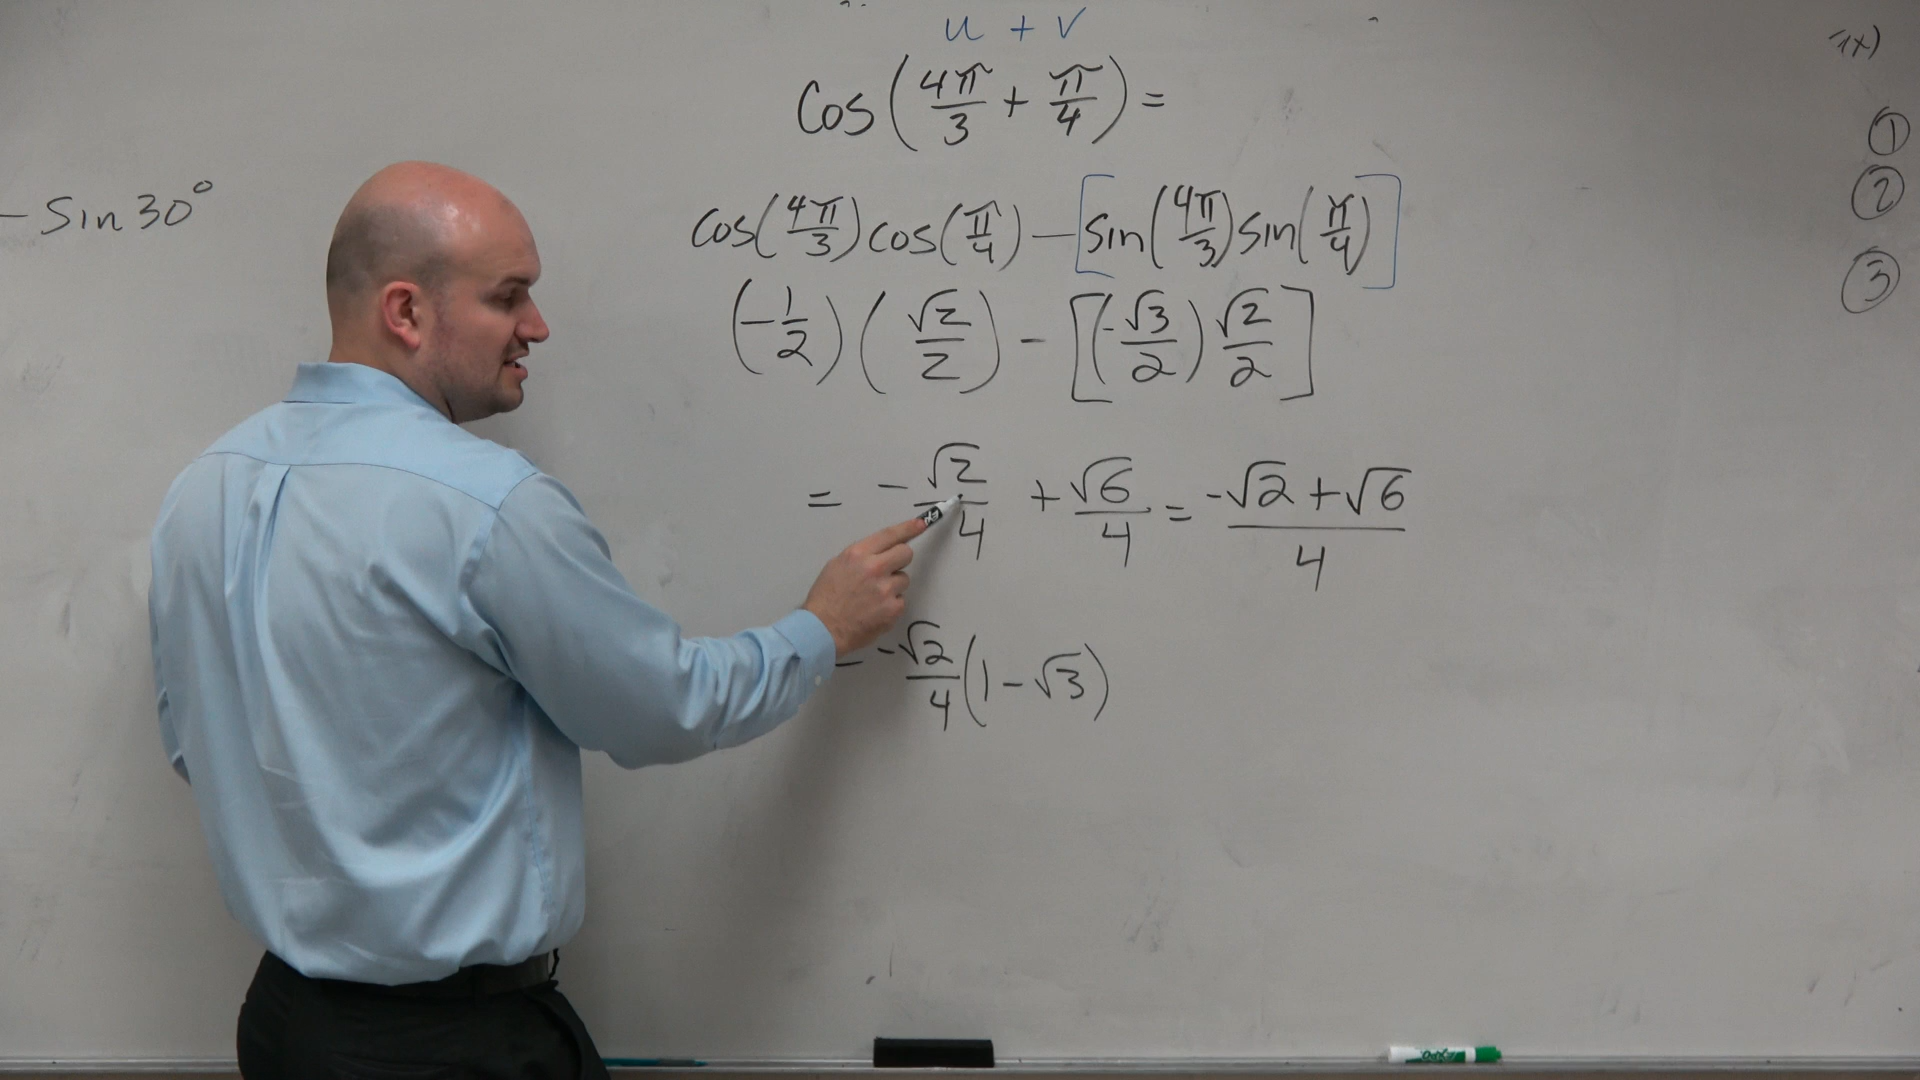 u + v
cos(4π/3 + π/4) =
- sin 30°
cos(4π/3)cos(π/4) - [sin(4π/3)sin(π/4)]
(-1/2)(√2/2) - [(-√3/2)√2/2]
= -√2/4 + √6/4 = (-√2 + √6)/4
= -√2/4(1 - √3)
①
②
③
EXPO